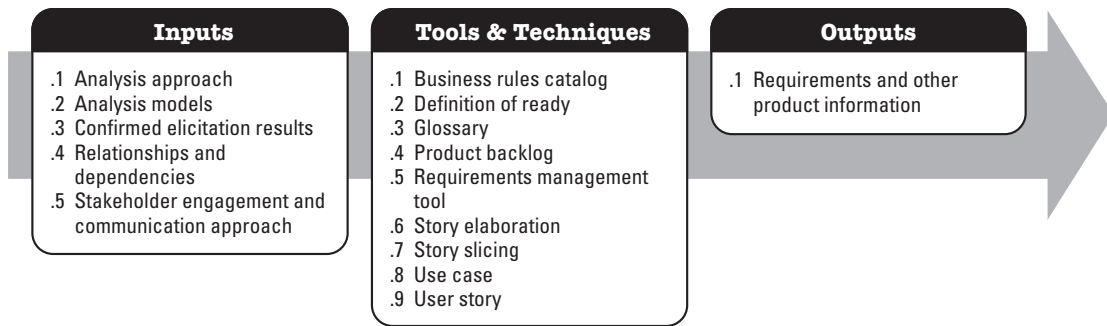 Inputs
.1 Analysis approach
.2 Analysis models
.3 Confirmed elicitation results
.4 Relationships and
dependencies
.5 Stakeholder engagement and
communication approach
Tools & Techniques
.1 Business rules catalog
.2 Definition of ready
.3 Glossary
.4 Product backlog
.5 Requirements management
tool
.6 Story elaboration
.7 Story slicing
.8 Use case
.9 User story
Outputs
.1 Requirements and other
product information